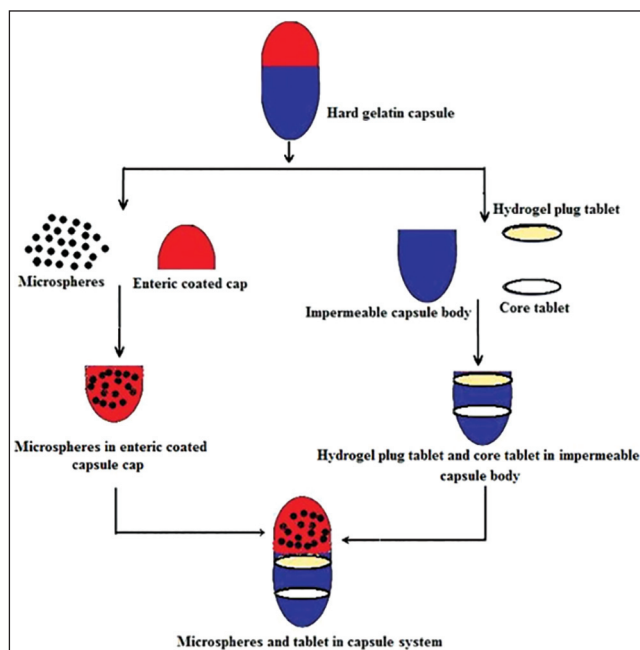 Hard gelatin capsule
Hydrogel plug tablet
Microspheres
Enteric coated cap
Impermeable capsule body
Core tablet
Microspheres in enteric coated
capsule cap
Hydrogel plug tablet and core tablet in impermeable
capsule body
Microspheres and tablet in capsule system